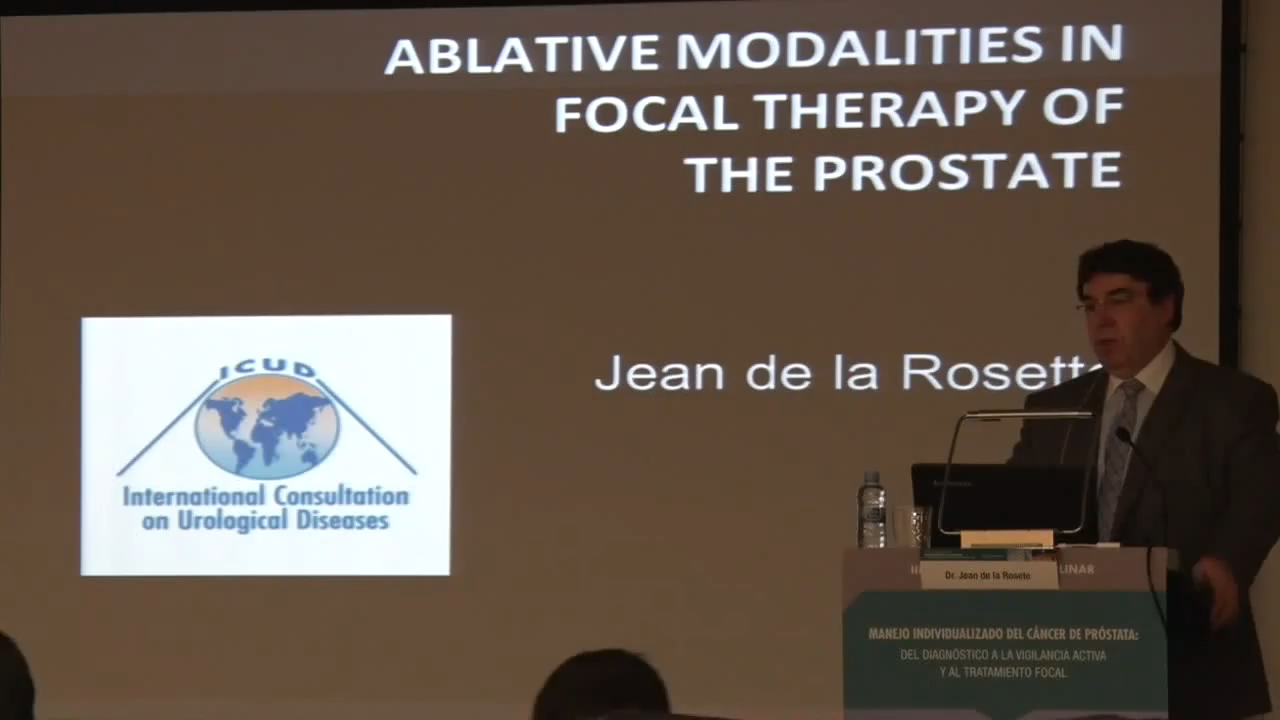 ABLATIVE MODALITIES IN
FOCAL THERAPY OF
THE PROSTATE
Jean de la Rosette
ICUD
International Consultation
on Urological Diseases
Dr. Jean de la Rosete
MANEJO INDIVIDUALIZADO DEL CÁNCER DE PRÓSTATA:
DEL DIAGNÓSTICO A LA VIGILANCIA ACTIVA
Y AL TRATAMIENTO FOCAL